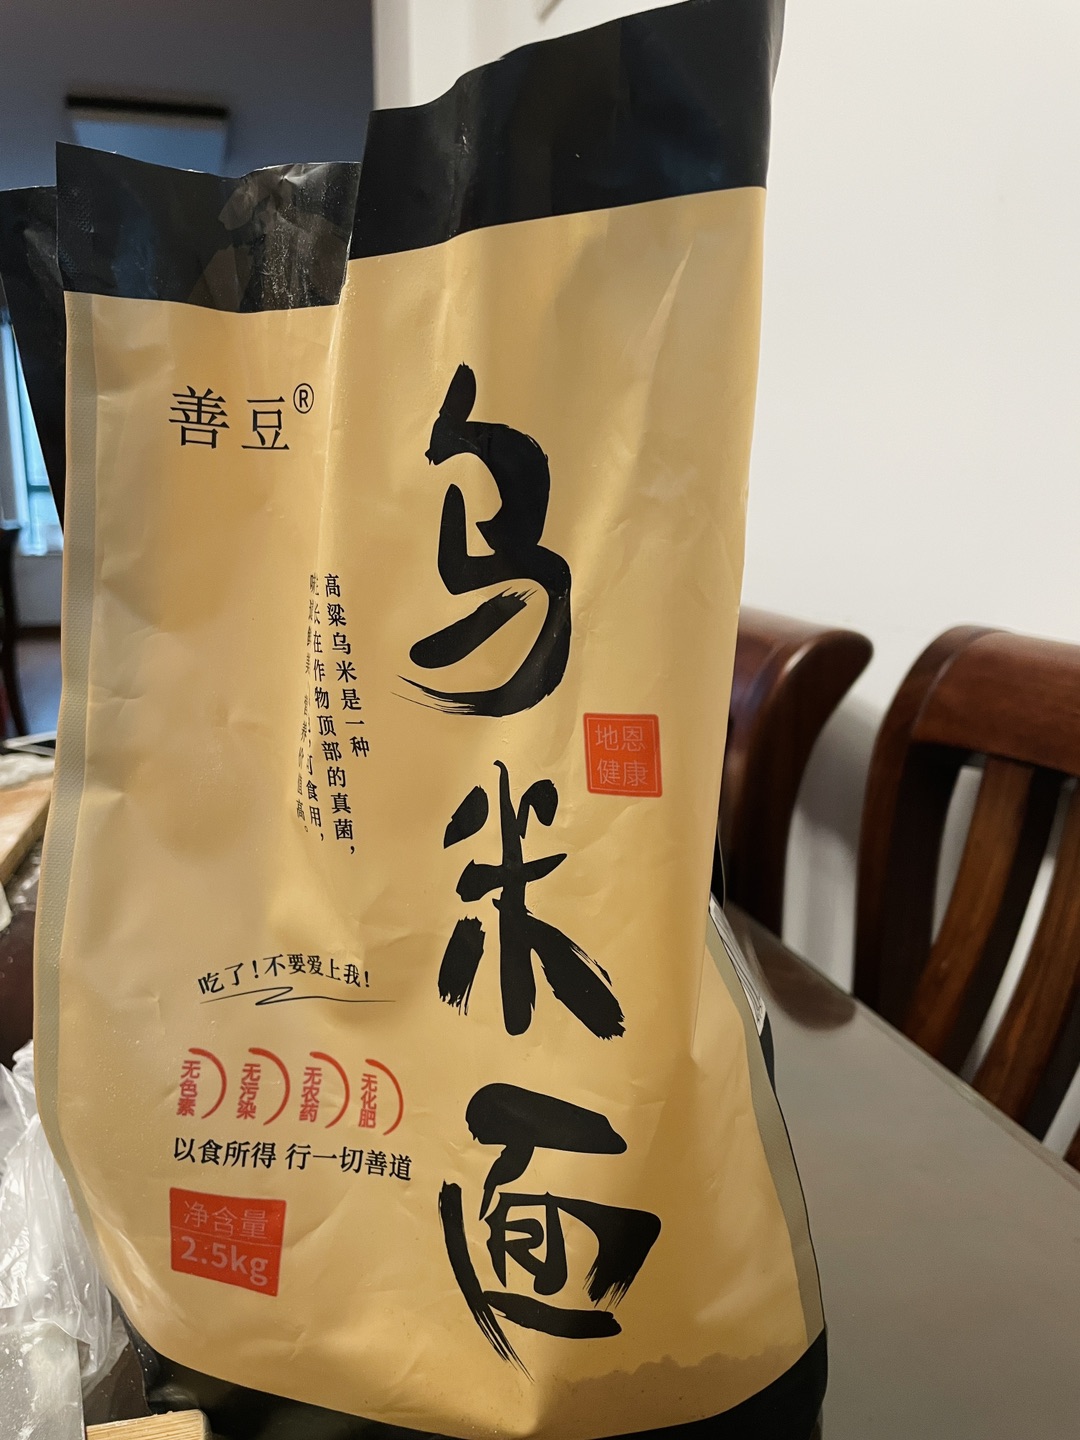 善豆®
乌米面
地恩
健康
高粱乌米是一种
生长在作物顶部的真菌，
食用，
营养价值高。
吃了！不要爱上我！
无色素
无污染
无农药
无化肥
以食所得 行一切善道
净含量
2.5kg